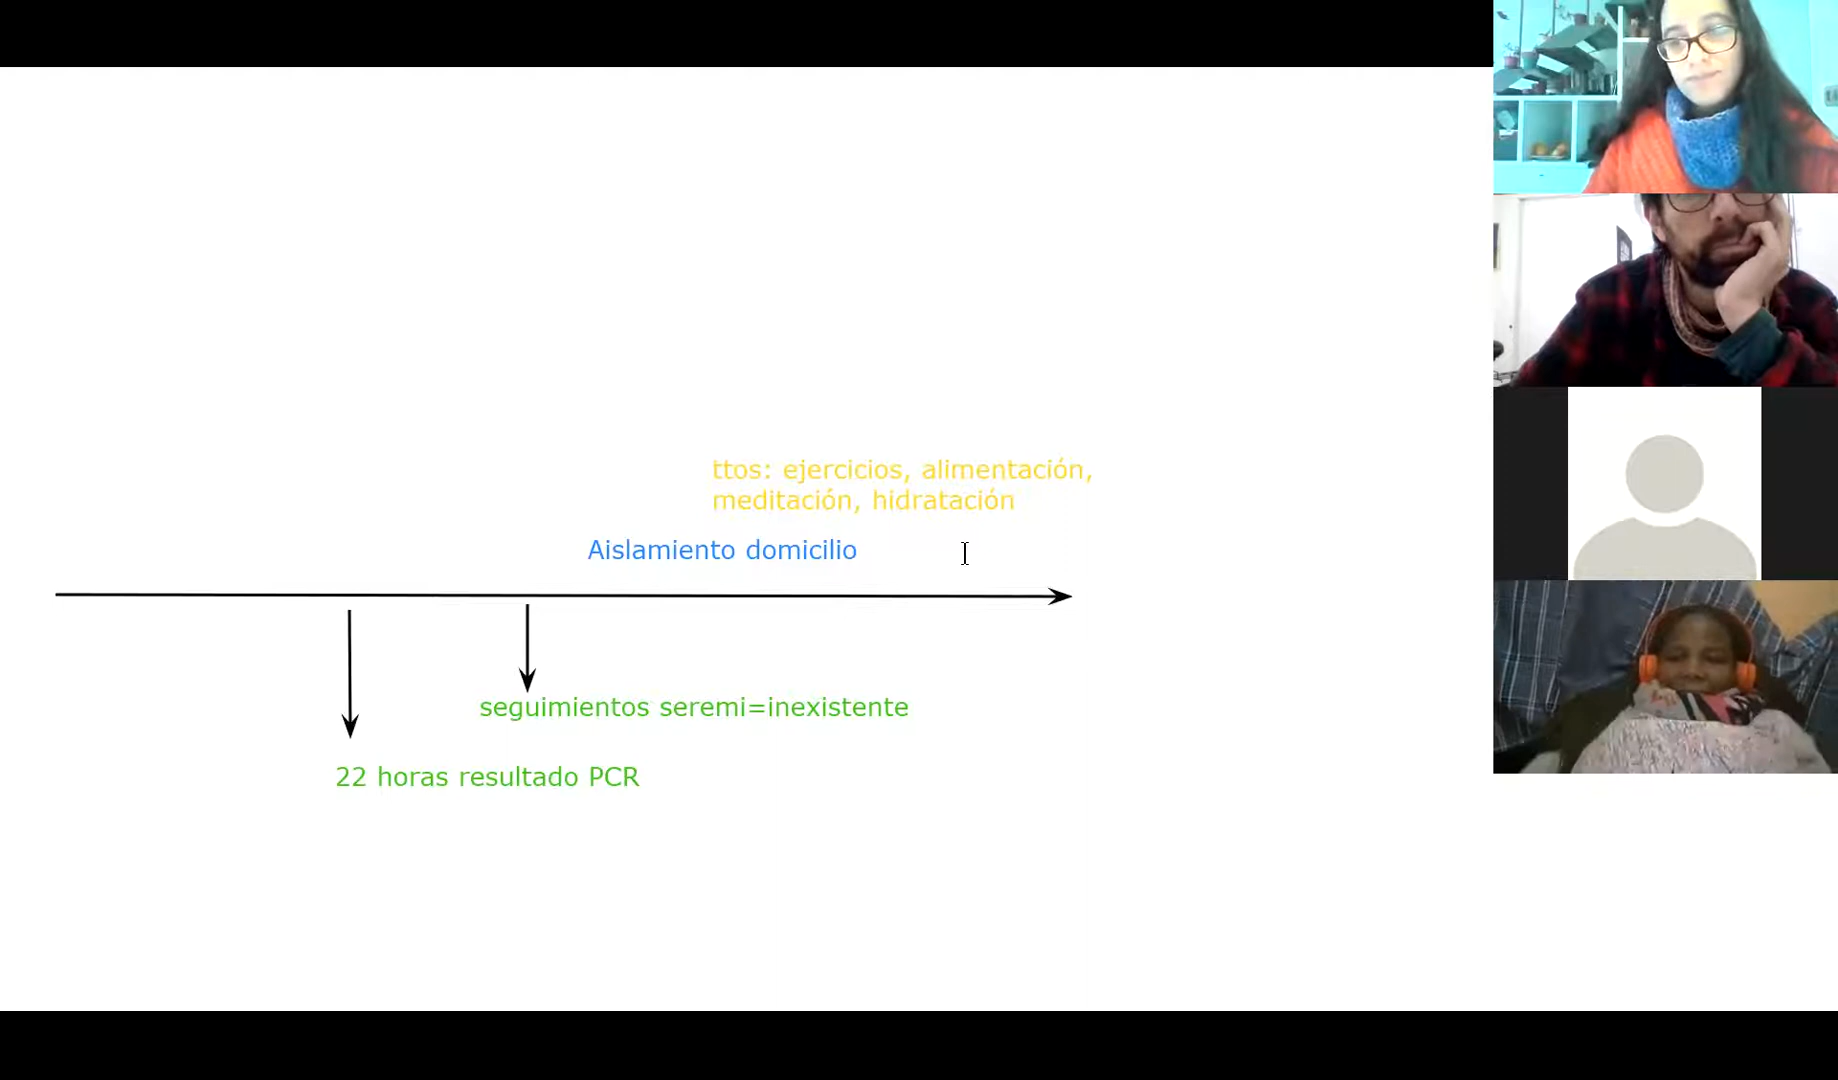 ttos: ejercicios, alimentación,
meditación, hidratación
Aislamiento domicilio
seguimientos seremi=inexistente
22 horas resultado PCR